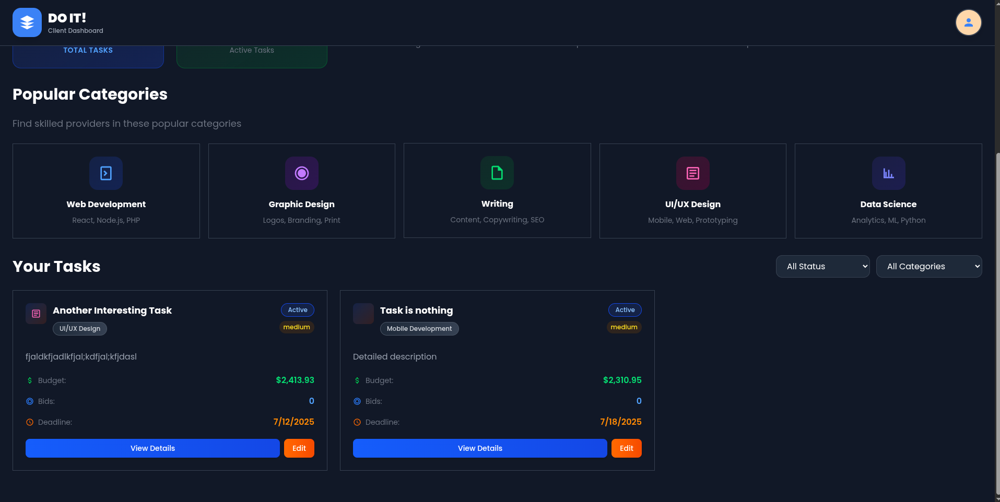 DO IT!
Client Dashboard
TOTAL TASKS
Active Tasks
Popular Categories
Find skilled providers in these popular categories
Web Development
React, Node.js, PHP
Graphic Design
Logos, Branding, Print
Writing
Content, Copywriting, SEO
UI/UX Design
Mobile, Web, Prototyping
Data Science
Analytics, ML, Python
Your Tasks
All Status
All Categories
Another Interesting Task
Active
UI/UX Design
medium
fjaldkfjadlkfjal;kdfjal;kfjdasl
Budget:
$2,413.93
Bids:
0
Deadline:
7/12/2025
View Details
Edit
Task is nothing
Active
Mobile Development
medium
Detailed description
Budget:
$2,310.95
Bids:
0
Deadline:
7/18/2025
View Details
Edit